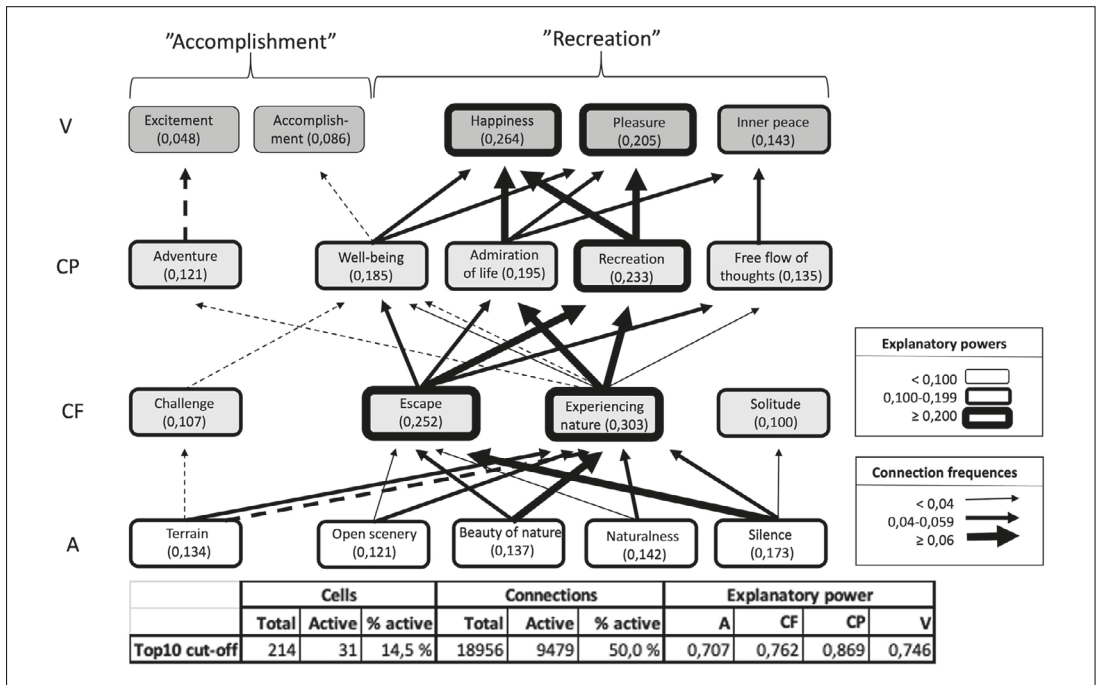 ”Accomplishment”
”Recreation”
V
Excitement
(0,048)
Accomplish-
ment (0,086)
Happiness
(0,264)
Pleasure
(0,205)
Inner peace
(0,143)
CP
Adventure
(0,121)
Well-being
(0,185)
Admiration
of life (0,195)
Recreation
(0,233)
Free flow of
thoughts (0,135)
CF
Challenge
(0,107)
Escape
(0,252)
Experiencing
nature (0,303)
Solitude
(0,100)
Explanatory powers
< 0,100
0,100-0,199
≥ 0,200
Connection frequences
< 0,04
0,04-0,059
≥ 0,06
A
Terrain
(0,134)
Open scenery
(0,121)
Beauty of nature
(0,137)
Naturalness
(0,142)
Silence
(0,173)
Cells Connections Explanatory power
Total Active % active Total Active % active A CF CP V
Top10 cut-off 214 31 14,5 % 18956 9479 50,0 % 0,707 0,762 0,869 0,746